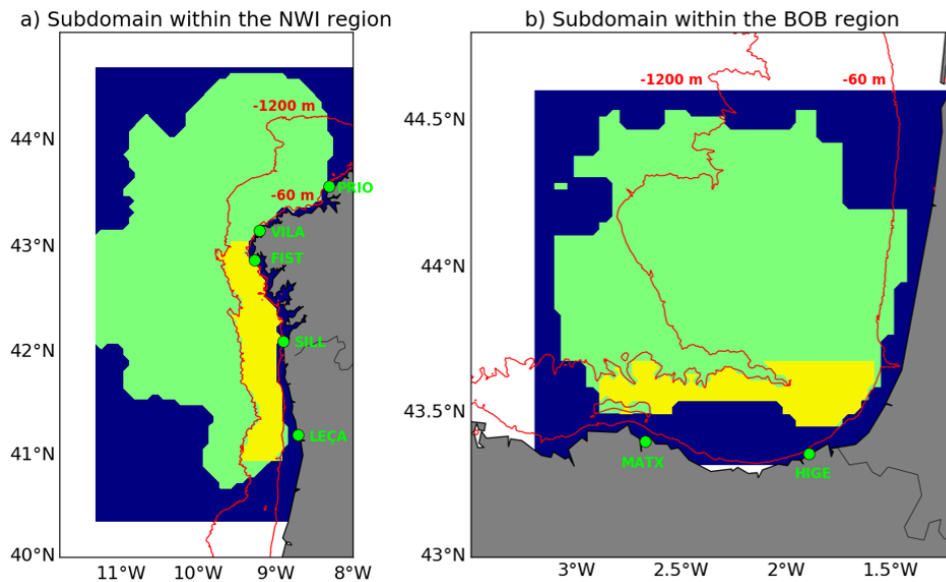 a) Subdomain within the NWI region
b) Subdomain within the BOB region
-1200 m
-60 m
PRIO
VILA
FIST
SILL
LEÇA
44°N
43°N
42°N
41°N
40°N
11°W
10°W
9°W
8°W
-1200 m
-60 m
MATX
HIGE
44.5°N
44°N
43.5°N
43°N
3°W
2.5°W
2°W
1.5°W